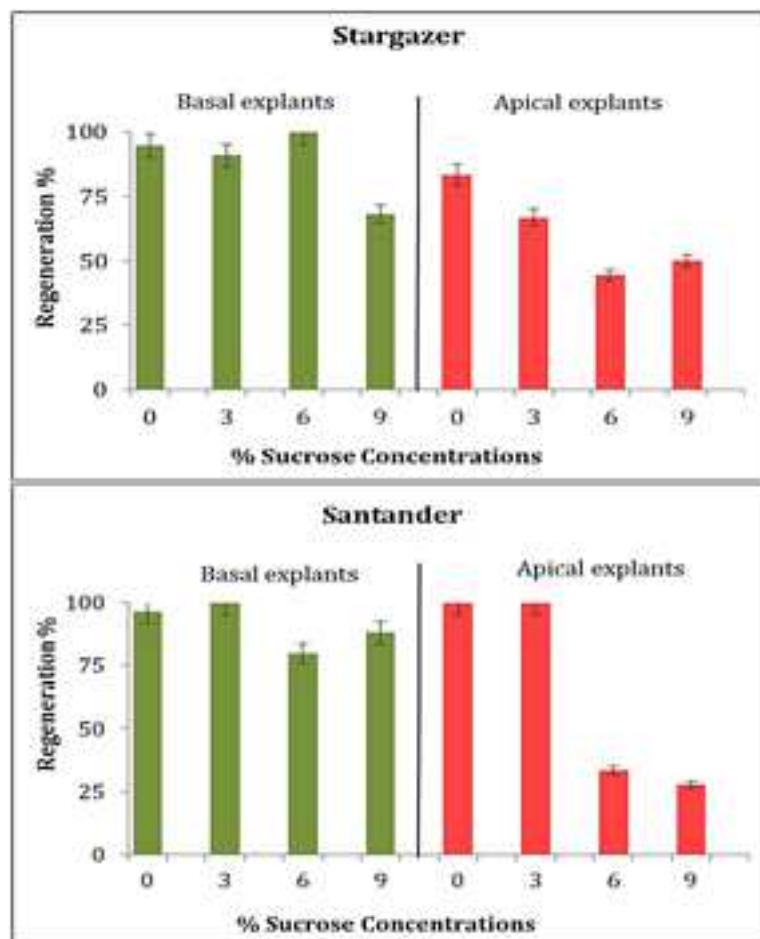 Stargazer
Basal explants Apical explants
Regeneration %
100
75
50
25
0
0 3 6 9 0 3 6 9
% Sucrose Concentrations
Santander
Basal explants Apical explants
Regeneration %
100
75
50
25
0
0 3 6 9 0 3 6 9
% Sucrose Concentrations